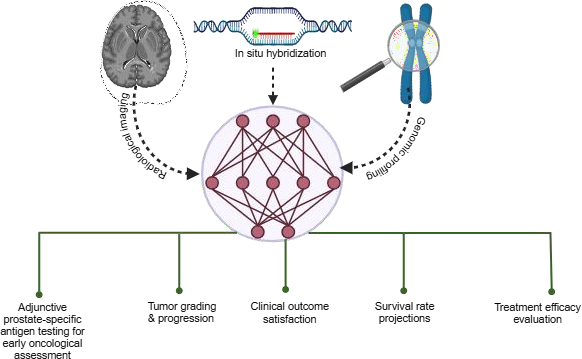 In situ hybridization
Radiological imaging
Genomic profiling
Adjunctive
prostate-specific
antigen testing for
early oncological
assessment
Tumor grading
& progression
Clinical outcome
satisfaction
Survival rate
projections
Treatment efficacy
evaluation